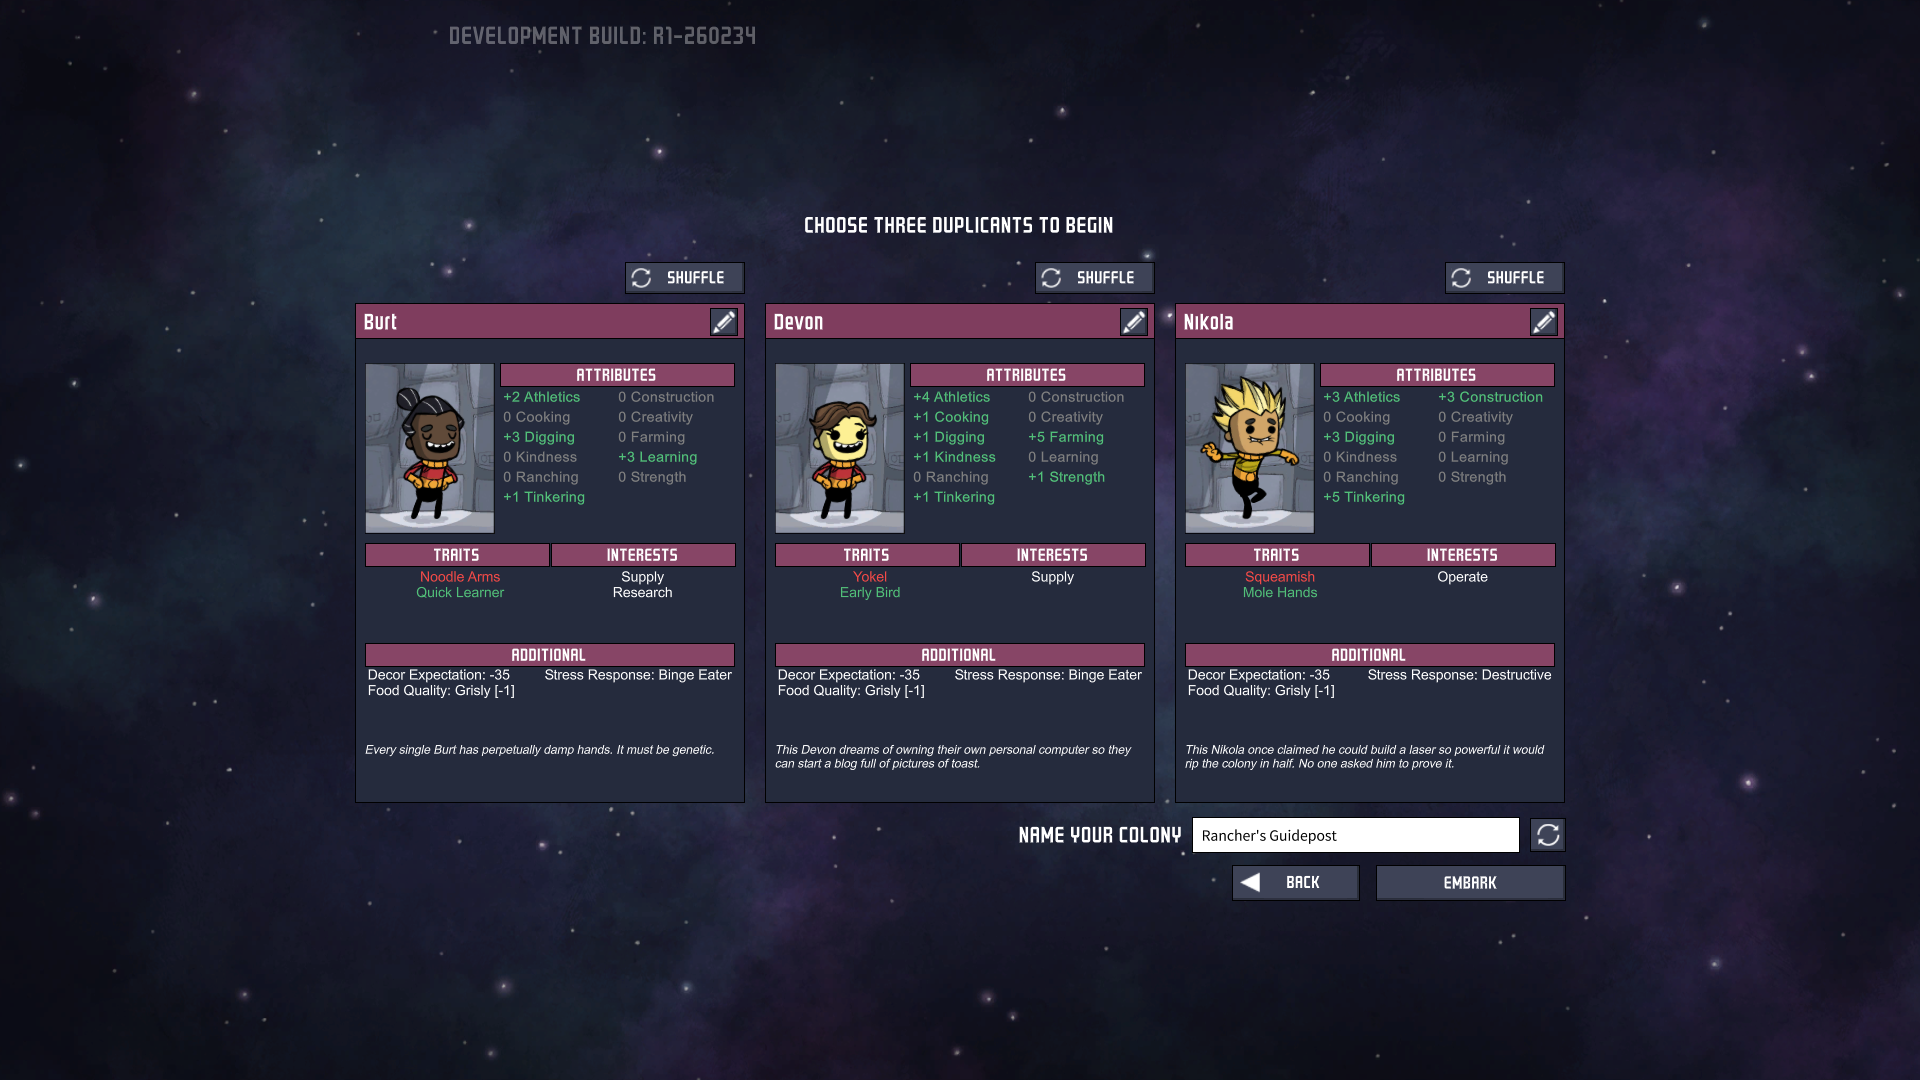 DEVELOPMENT BUILD: R1-260234
CHOOSE THREE DUPLICANTS TO BEGIN
SHUFFLE
SHUFFLE
SHUFFLE
Burt
ATTRIBUTES
+2 Athletics 0 Construction
0 Cooking 0 Creativity
+3 Digging 0 Farming
0 Kindness +3 Learning
0 Ranching 0 Strength
+1 Tinkering
TRAITS INTERESTS
Noodle Arms Supply
Quick Learner Research
ADDITIONAL
Decor Expectation: -35 Stress Response: Binge Eater
Food Quality: Grisly [-1]
Every single Burt has perpetually damp hands. It must be genetic.
Devon
ATTRIBUTES
+4 Athletics 0 Construction
+1 Cooking 0 Creativity
+1 Digging +5 Farming
+1 Kindness 0 Learning
0 Ranching +1 Strength
+1 Tinkering
TRAITS INTERESTS
Yokel Supply
Early Bird
ADDITIONAL
Decor Expectation: -35 Stress Response: Binge Eater
Food Quality: Grisly [-1]
This Devon dreams of owning their own personal computer so they
can start a blog full of pictures of toast.
Nikola
ATTRIBUTES
+3 Athletics +3 Construction
0 Cooking 0 Creativity
+3 Digging 0 Farming
0 Kindness 0 Learning
0 Ranching 0 Strength
+5 Tinkering
TRAITS INTERESTS
Squeamish Operate
Mole Hands
ADDITIONAL
Decor Expectation: -35 Stress Response: Destructive
Food Quality: Grisly [-1]
This Nikola once claimed he could build a laser so powerful it would
rip the colony in half. No one asked him to prove it.
NAME YOUR COLONY Rancher's Guidepost
BACK EMBARK